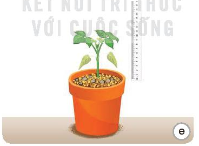 KẾT NỐI TRI THỨC
VỚI CUỘC SỐNG
e